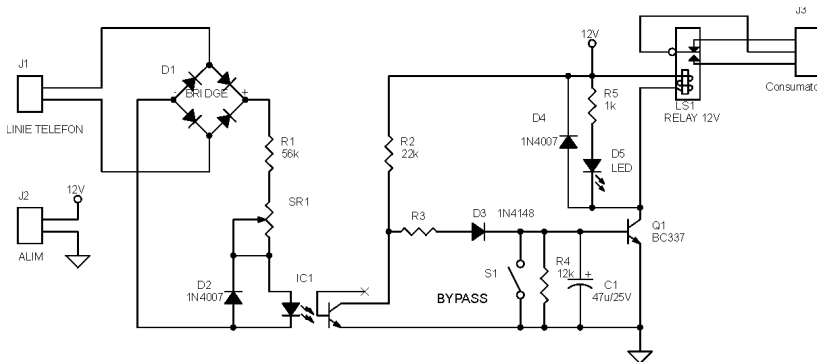 J1
LINIE TELEFON
D1
- BRIDGE +
R1
56k
SR1
J2
12V
ALIM
D2
1N4007
IC1
R2
22k
R3
D3
1N4148
S1
BYPASS
R4
12k
C1
+
47u/25V
Q1
BC337
12V
R5
1k
D4
1N4007
D5
LED
LS1
RELAY 12V
J3
Consumato